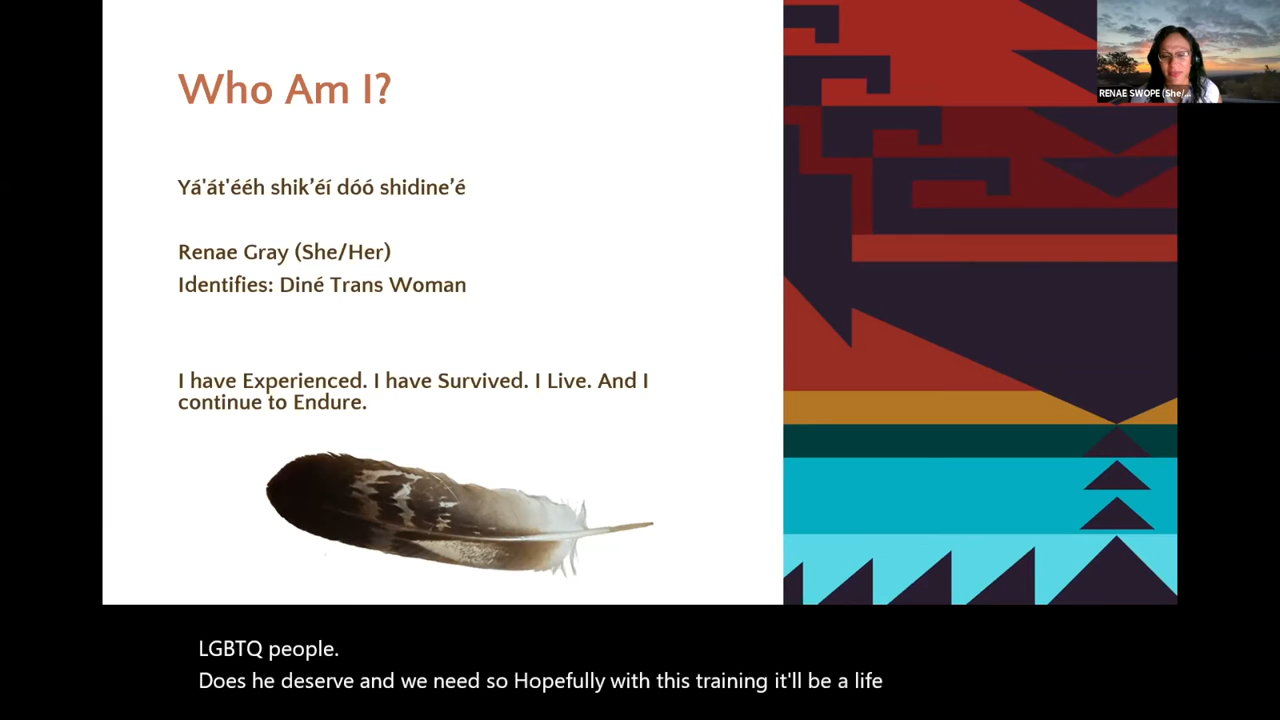 Who Am I?
Yá'át'ééh shik’éí dóó shidine’é
Renae Gray (She/Her)
Identifies: Diné Trans Woman
I have Experienced. I have Survived. I Live. And I
continue to Endure.
RENAE SWOPE (She/...
LGBTQ people.
Does he deserve and we need so Hopefully with this training it'll be a life